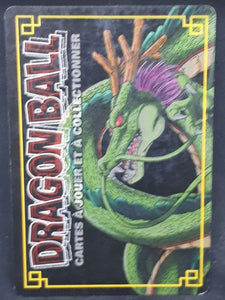 DRAGON BALL
CARTES À JOUER ET À COLLECTIONNER